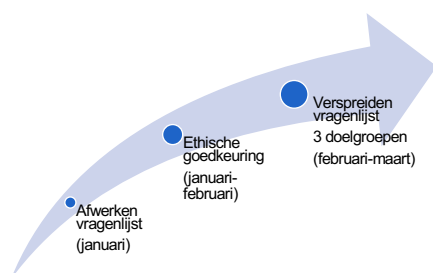 Afwerken
vragenlijst
(januari)
Ethische
goedkeuring
(januari-
februari)
Verspreiden
vragenlijst
3 doelgroepen
(februari-maart)